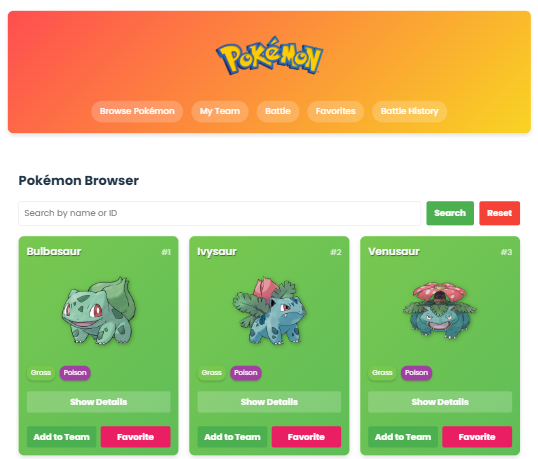 Pokémon
Browse Pokémon My Team Battle Favorites Battle History
Pokémon Browser
Search by name or ID Search Reset
Bulbasaur #1 Ivysaur #2 Venusaur #3
Grass Poison Grass Poison Grass Poison
Show Details Show Details Show Details
Add to Team Favorite Add to Team Favorite Add to Team Favorite